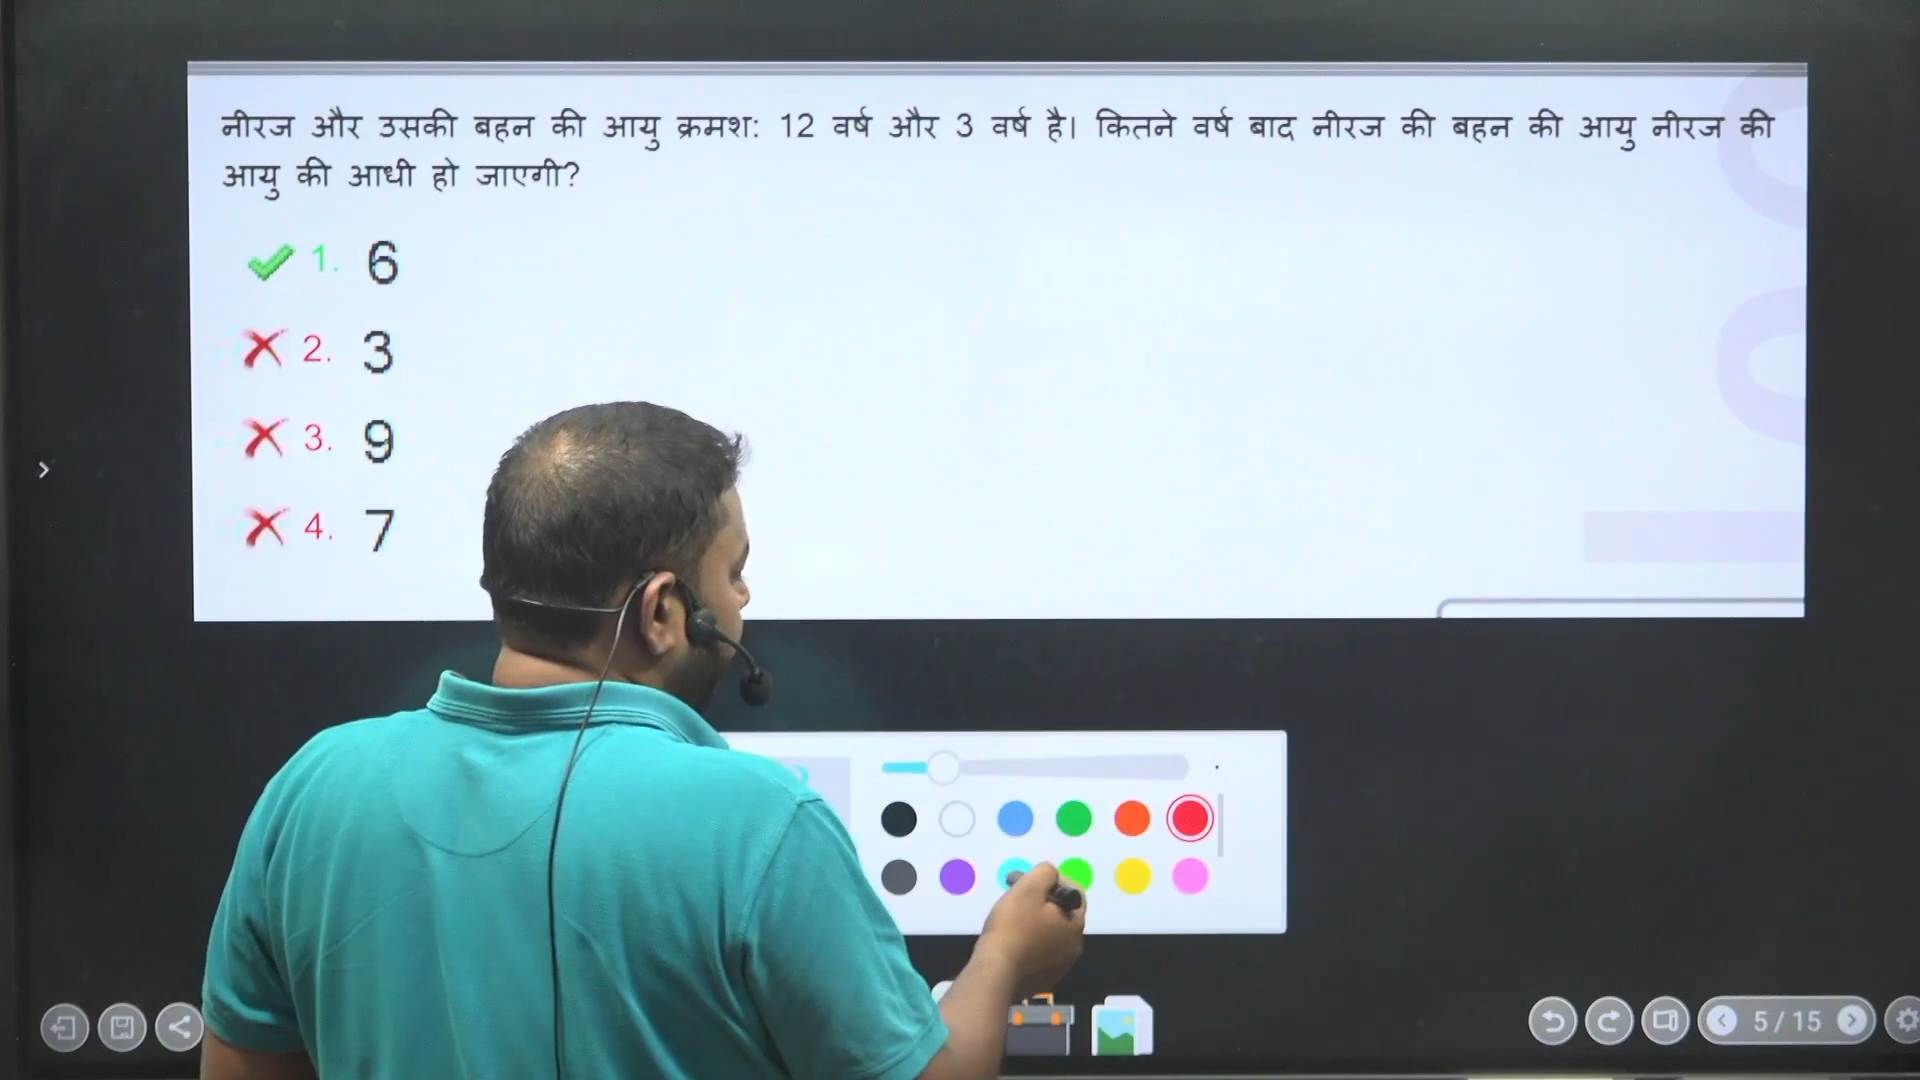 नीरज और उसकी बहन की आयु क्रमश: 12 वर्ष और 3 वर्ष है। कितने वर्ष बाद नीरज की बहन की आयु नीरज की
आयु की आधी हो जाएगी?
1. 6
2. 3
3. 9
4. 7
5 / 15